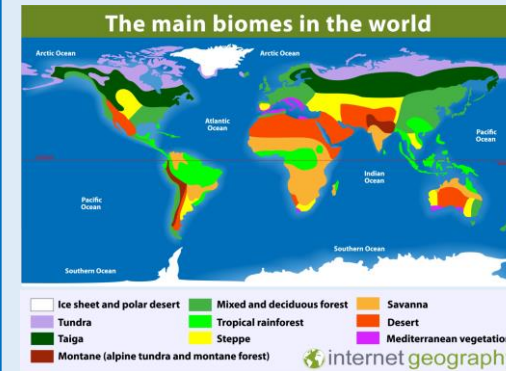 The main biomes in the world
Arctic Ocean
Arctic Ocean
Atlantic
Ocean
Pacific
Ocean
Indian
Ocean
Pacific
Ocean
Southern Ocean
Southern Ocean
Ice sheet and polar desert
Mixed and deciduous forest
Savanna
Tundra
Tropical rainforest
Desert
Taiga
Steppe
Mediterranean vegetation
Montane (alpine tundra and montane forest)
internet geograph